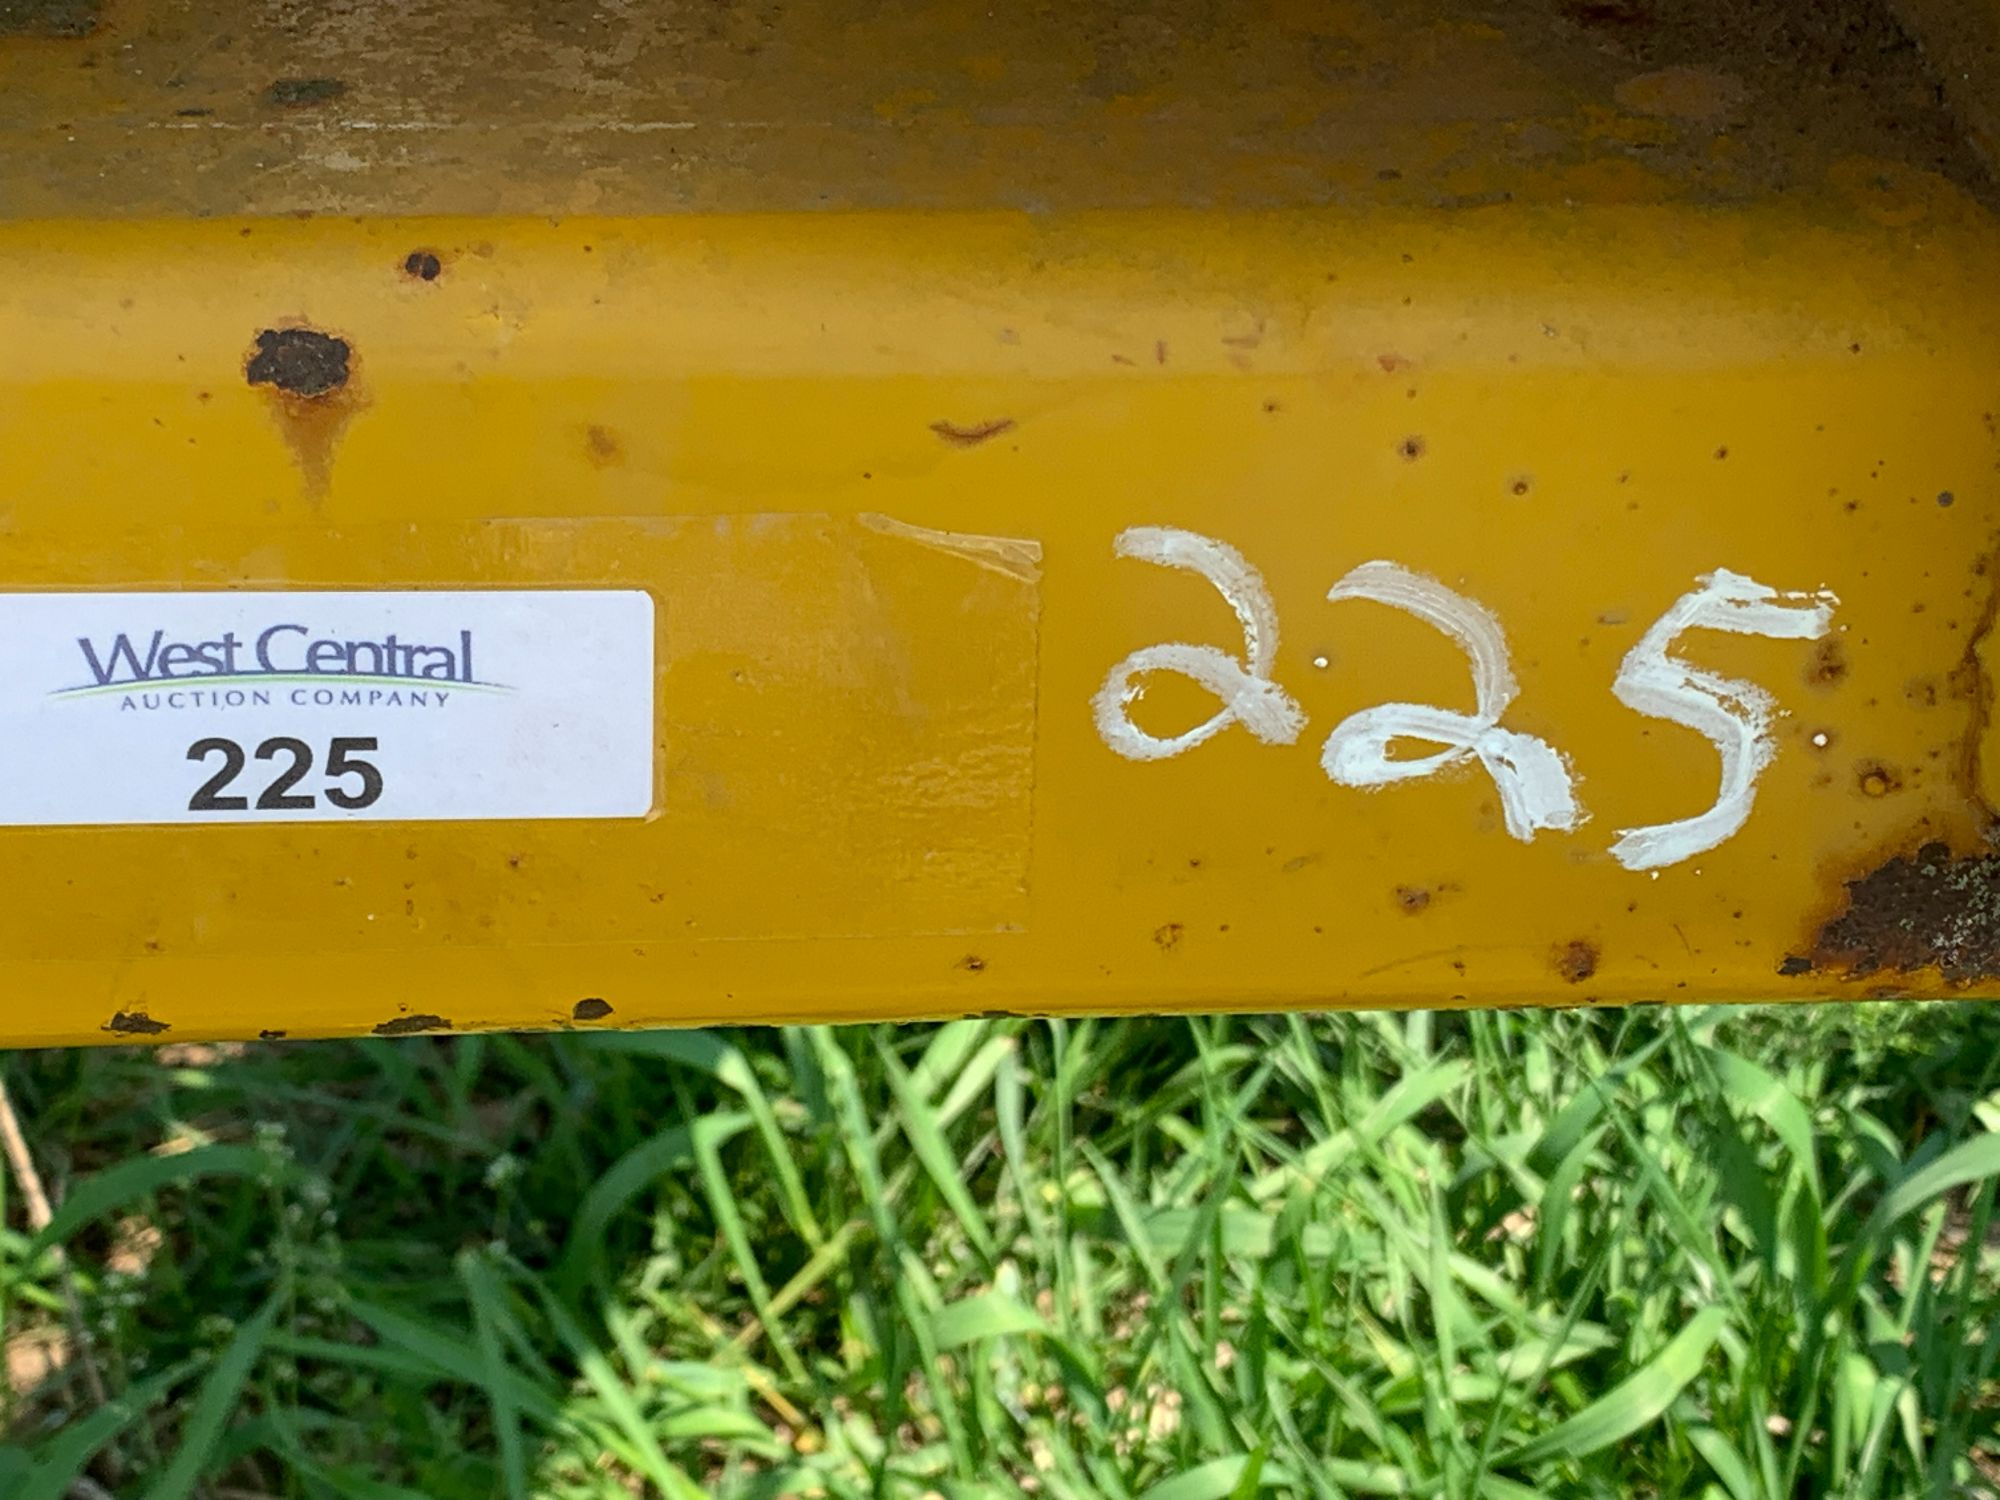 West Central
AUCTION COMPANY
225
225